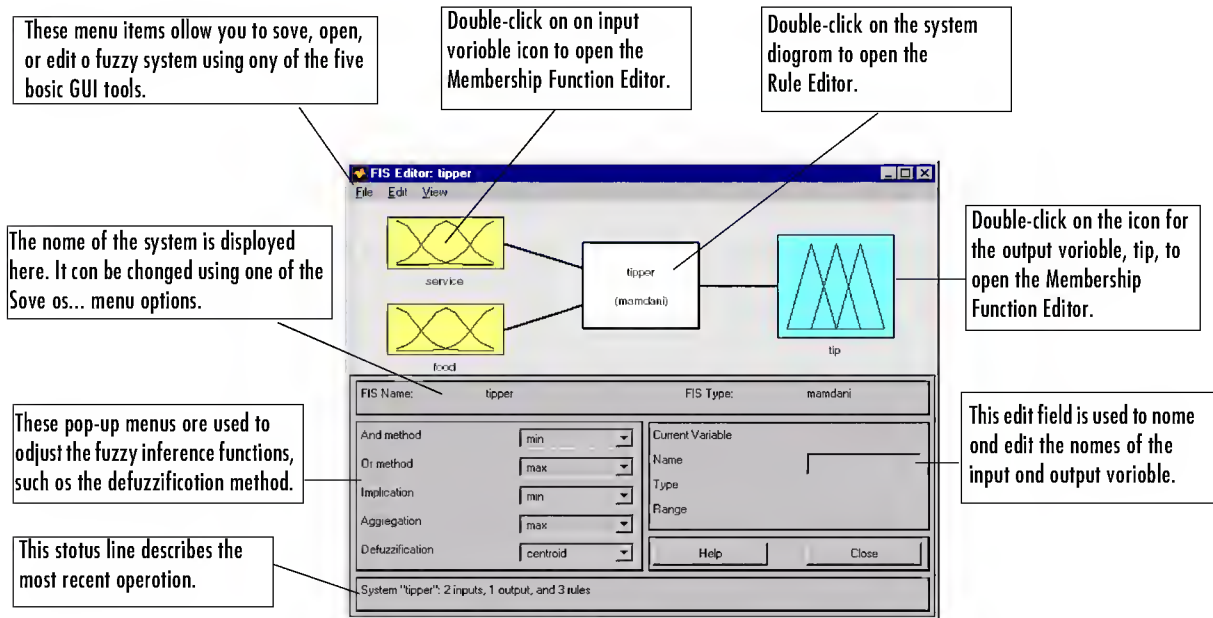 These menu items ollow you to sove, open,
or edit o fuzzy system using ony of the five
bosic GUI tools.
Double-click on on input
vorioble icon to open the
Membership Function Editor.
Double-click on the system
diogrom to open the
Rule Editor.
FIS Editor: tipper
File Edit View
The nome of the system is displayed
here. It con be chonged using one of the
Sove os... menu options.
service
food
tipper
(mamdani)
tip
Double-click on the icon for
the output vorioble, tip, to
open the Membership
Function Editor.
FIS Name: tipper FIS Type: mamdani
These pop-up menus ore used to
adjust the fuzzy inference functions,
such os the defuzzificotion method.
And method min
Or method max
Implication min
Aggregation max
Defuzzification centroid
Current Variable
Name
Type
Range
Help Close
This edit field is used to nome
ond edit the nomes of the
input ond output vorioble.
This status line describes the
most recent operotion.
System "tipper": 2 inputs, 1 output, and 3 rules